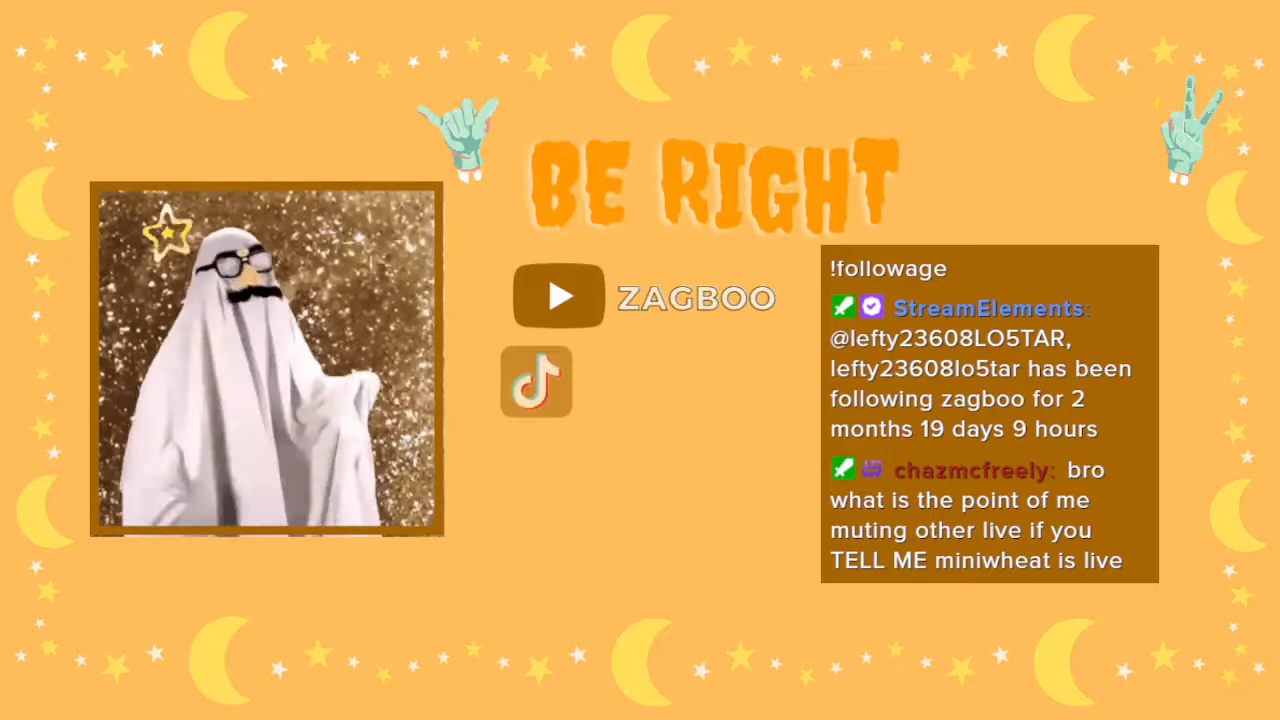 BE RIGHT
ZAGBOO
!followage
StreamElements:
@lefty23608LO5TAR,
lefty23608lo5tar has been
following zagboo for 2
months 19 days 9 hours
chazmcfreely: bro
what is the point of me
muting other live if you
TELL ME miniwheat is live